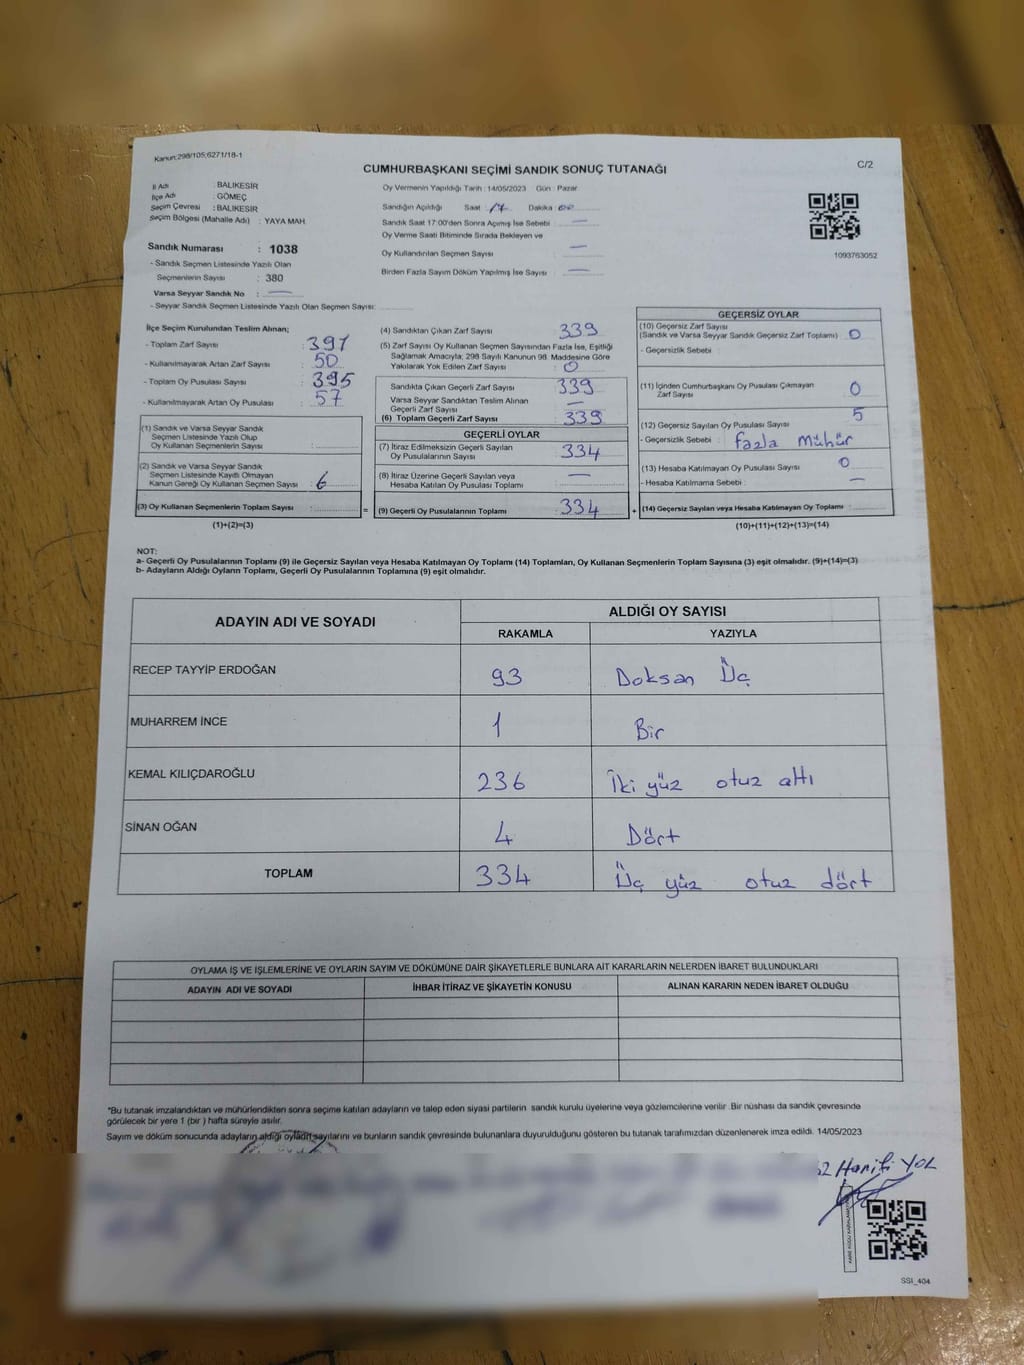 Kanun:298/105;6271/18-1
CUMHURBAŞKANI SEÇİMİ SANDIK SONUÇ TUTANAĞI
C/2
İl Adı : BALIKESİR
İlçe Adı : GÖMEÇ
Seçim Çevresi : BALIKESİR
Seçim Bölgesi (Mahalle Adı) : YAYA MAH.
Sandık Numarası : 1038
- Sandık Seçmen Listesinde Yazılı Olan
Seçmenlerin Sayısı : 380
Varsa Seyyar Sandık No : —
- Seyyar Sandık Seçmen Listesinde Yazılı Olan Seçmen Sayısı:
Oy Vermenin Yapıldığı Tarih : 14/05/2023 Gün : Pazar
Sandığın Açıldığı Saat : 17 Dakika : 00
Sandık Saat 17:00'den Sonra Açılmış İse Sebebi : —
Oy Verme Saati Bitiminde Sırada Bekleyen ve
Oy Kullandırılan Seçmen Sayısı : —
Birden Fazla Sayım Döküm Yapılmış İse Sayısı : —
1093763052
İlçe Seçim Kurulundan Teslim Alınan;
- Toplam Zarf Sayısı : 391
- Kullanılmayarak Artan Zarf Sayısı : 50
- Toplam Oy Pusulası Sayısı : 395
- Kullanılmayarak Artan Oy Pusulası : 57
(1) Sandık ve Varsa Seyyar Sandık
Seçmen Listesinde Yazılı Olup
Oy Kullanan Seçmenlerin Sayısı :
(2) Sandık ve Varsa Seyyar Sandık
Seçmen Listesinde Kayıtlı Olmayan
Kanun Gereği Oy Kullanan Seçmen Sayısı : 6
(3) Oy Kullanan Seçmenlerin Toplam Sayısı :
(1)+(2)=(3)
(4) Sandıktan Çıkan Zarf Sayısı : 339
(5) Zarf Sayısı Oy Kullanan Seçmen Sayısından Fazla İse, Eşitliği
Sağlamak Amacıyla; 298 Sayılı Kanunun 98. Maddesine Göre
Yakılarak Yok Edilen Zarf Sayısı : 0
Sandıkta Çıkan Geçerli Zarf Sayısı : 339
Varsa Seyyar Sandıktan Teslim Alınan
Geçerli Zarf Sayısı : —
(6) Toplam Geçerli Zarf Sayısı : 339
GEÇERLİ OYLAR
(7) İtiraz Edilmeksizin Geçerli Sayılan
Oy Pusulalarının Sayısı : 334
(8) İtiraz Üzerine Geçerli Sayılan veya
Hesaba Katılan Oy Pusulası Toplamı : —
= (9) Geçerli Oy Pusulalarının Toplamı : 334
GEÇERSİZ OYLAR
(10) Geçersiz Zarf Sayısı
(Sandık ve Varsa Seyyar Sandık Geçersiz Zarf Toplamı) : 0
- Geçersizlik Sebebi :
(11) İçinden Cumhurbaşkanı Oy Pusulası Çıkmayan
Zarf Sayısı : 0
(12) Geçersiz Sayılan Oy Pusulası Sayısı : 5
- Geçersizlik Sebebi : fazla mühür
(13) Hesaba Katılmayan Oy Pusulası Sayısı : 0
- Hesaba Katılmama Sebebi : —
+ (14) Geçersiz Sayılan veya Hesaba Katılmayan Oy Toplamı :
(10)+(11)+(12)+(13)=(14)
NOT:
a- Geçerli Oy Pusulalarının Toplamı (9) ile Geçersiz Sayılan veya Hesaba Katılmayan Oy Toplamı (14) Toplamları, Oy Kullanan Seçmenlerin Toplam Sayısına (3) eşit olmalıdır. (9)+(14)=(3)
b- Adayların Aldığı Oyların Toplamı, Geçerli Oy Pusulalarının Toplamına (9) eşit olmalıdır.
ADAYIN ADI VE SOYADI
ALDIĞI OY SAYISI
RAKAMLA YAZIYLA
RECEP TAYYİP ERDOĞAN 93 Doksan Üç
MUHARREM İNCE 1 Bir
KEMAL KILIÇDAROĞLU 236 İki yüz otuz altı
SİNAN OĞAN 4 Dört
TOPLAM 334 Üç yüz otuz dört
OYLAMA İŞ VE İŞLEMLERİNE VE OYLARIN SAYIM VE DÖKÜMÜNE DAİR ŞİKAYETLERLE BUNLARA AİT KARARLARIN NELERDEN İBARET BULUNDUKLARI
ADAYIN ADI VE SOYADI İHBAR İTİRAZ VE ŞİKAYETİN KONUSU ALINAN KARARIN NEDEN İBARET OLDUĞU
*Bu tutanak imzalandıktan ve mühürlendikten sonra seçime katılan adayların ve talep eden siyasi partilerin sandık kurulu üyelerine veya gözlemcilerine verilir. Bir nüshası da sandık çevresinde
görülecek bir yere 1 (bir) hafta süreyle asılır.
Sayım ve döküm sonucunda adayların aldığı oyların sayılarını ve bunların sandık çevresinde bulunanlara duyurulduğunu gösteren bu tutanak tarafımızdan düzenlenerek imza edildi. 14/05/2023
YOL
SSI_404